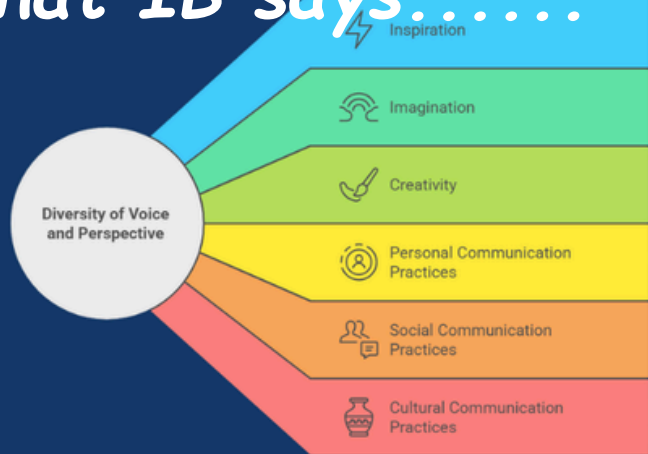 IB says......
Inspiration
Imagination
Creativity
Diversity of Voice
and Perspective
Personal Communication
Practices
Social Communication
Practices
Cultural Communication
Practices